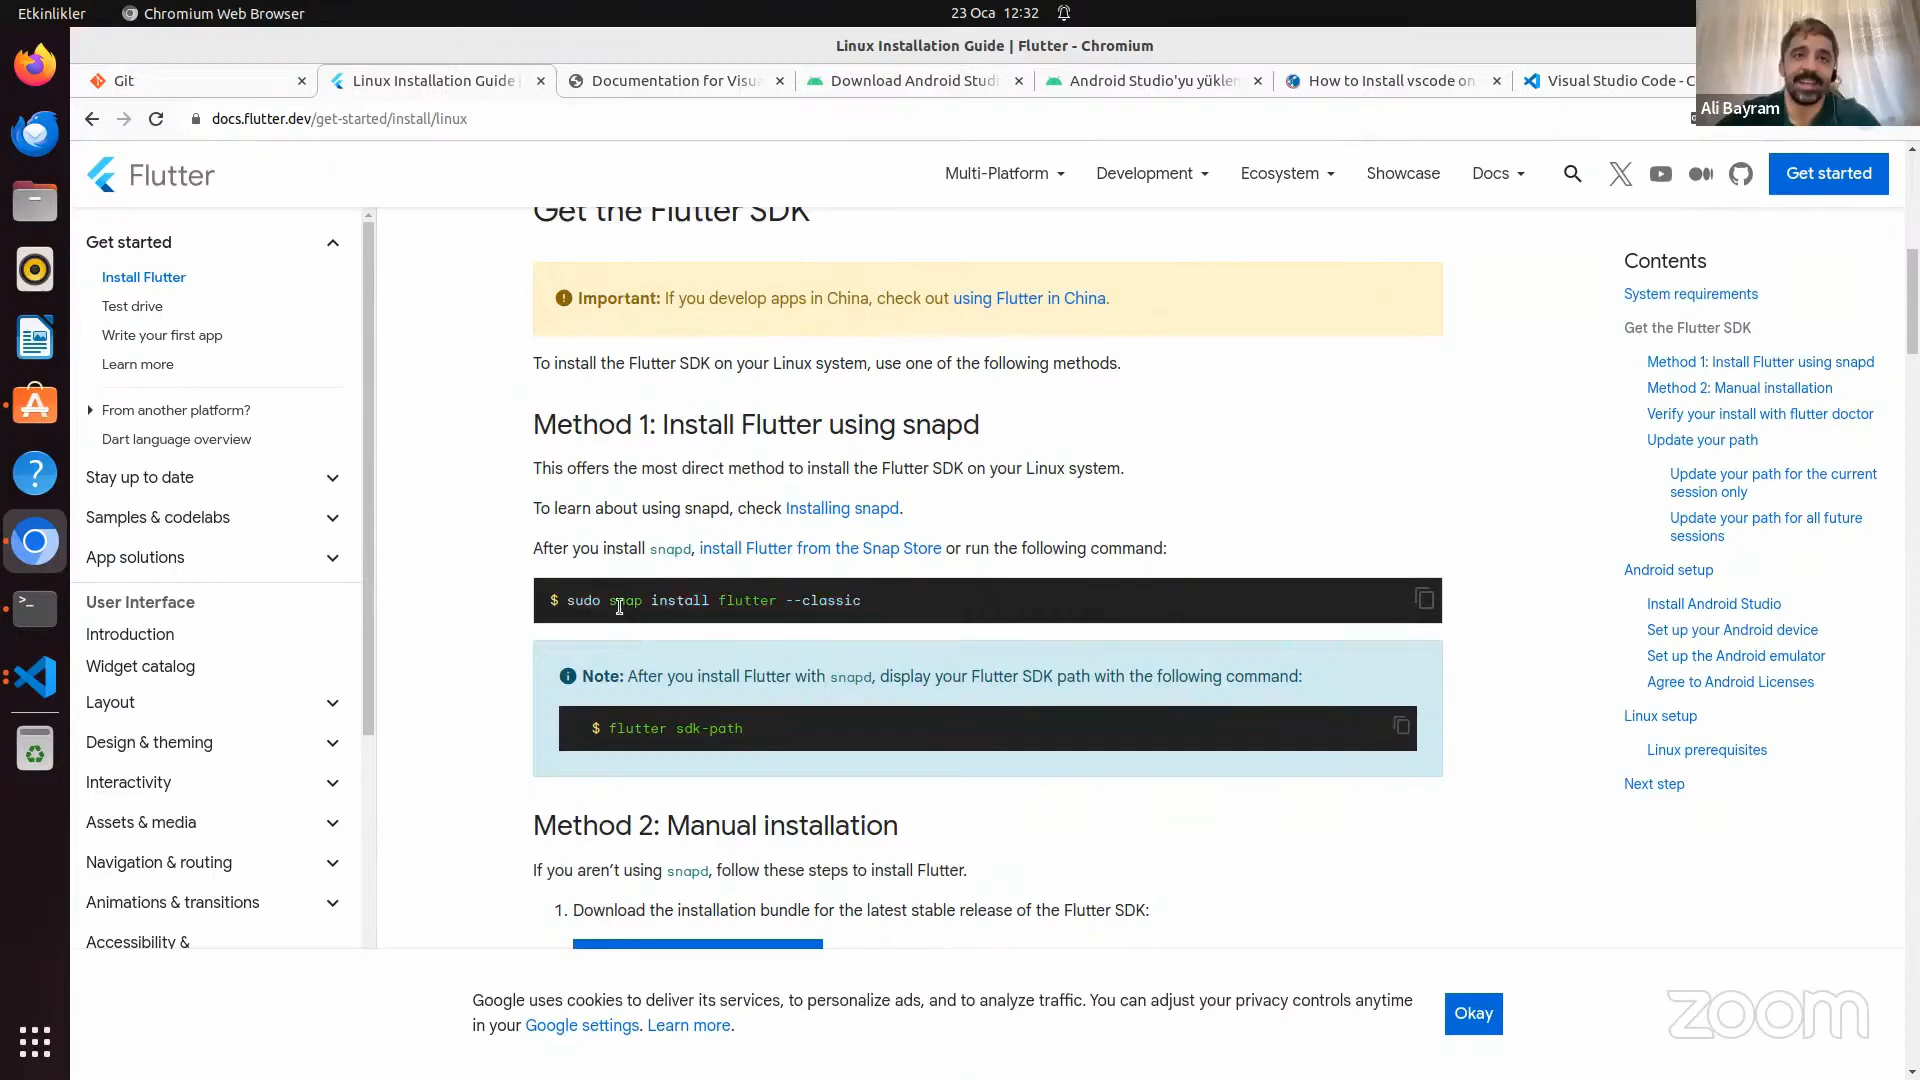 Etkinlikler
Chromium Web Browser
23 Oca 12:32
Linux Installation Guide | Flutter - Chromium
Git
Linux Installation Guide
Documentation for Visua
Download Android Studi
Android Studio'yu yüklem
How to Install vscode on
Visual Studio Code - C
docs.flutter.dev/get-started/install/linux
Ali Bayram
Flutter
Multi-Platform
Development
Ecosystem
Showcase
Docs
Get started
Get started
Install Flutter
Test drive
Write your first app
Learn more
From another platform?
Dart language overview
Stay up to date
Samples & codelabs
App solutions
User Interface
Introduction
Widget catalog
Layout
Design & theming
Interactivity
Assets & media
Navigation & routing
Animations & transitions
Accessibility &
Get the Flutter SDK
Important: If you develop apps in China, check out using Flutter in China.
To install the Flutter SDK on your Linux system, use one of the following methods.
Method 1: Install Flutter using snapd
This offers the most direct method to install the Flutter SDK on your Linux system.
To learn about using snapd, check Installing snapd.
After you install snapd, install Flutter from the Snap Store or run the following command:
$ sudo snap install flutter --classic
Note: After you install Flutter with snapd, display your Flutter SDK path with the following command:
$ flutter sdk-path
Method 2: Manual installation
If you aren't using snapd, follow these steps to install Flutter.
1. Download the installation bundle for the latest stable release of the Flutter SDK:
Contents
System requirements
Get the Flutter SDK
Method 1: Install Flutter using snapd
Method 2: Manual installation
Verify your install with flutter doctor
Update your path
Update your path for the current
session only
Update your path for all future
sessions
Android setup
Install Android Studio
Set up your Android device
Set up the Android emulator
Agree to Android Licenses
Linux setup
Linux prerequisites
Next step
Google uses cookies to deliver its services, to personalize ads, and to analyze traffic. You can adjust your privacy controls anytime
in your Google settings. Learn more.
Okay
zoom